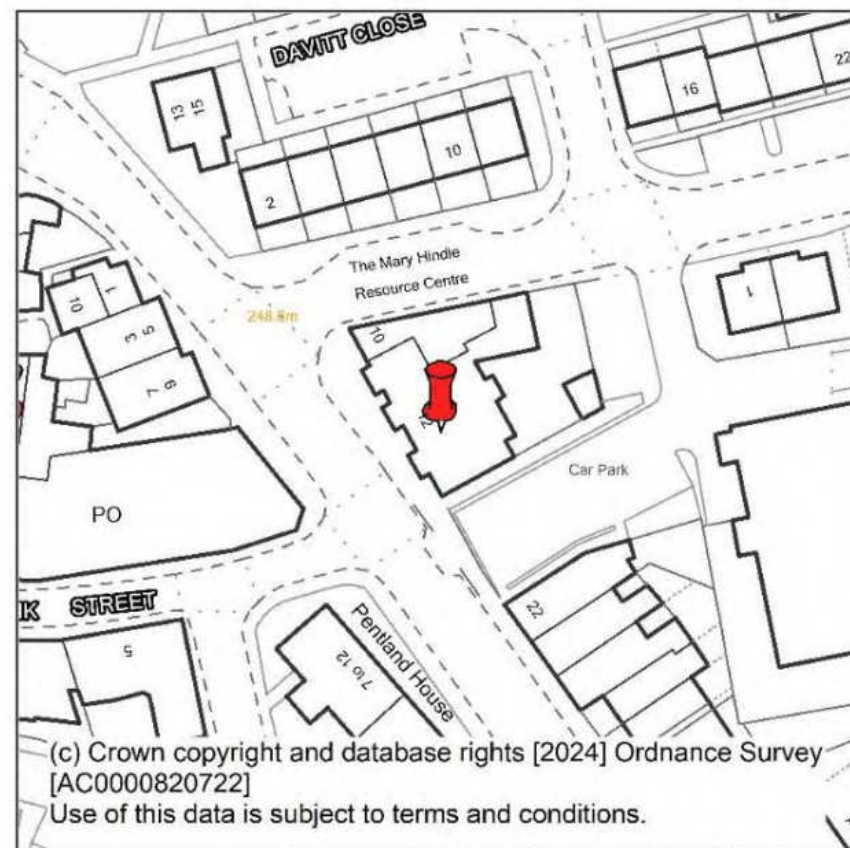 DAVITT CLOSE
22
16
13
15
10
2
The Mary Hindle
Resource Centre
248.8m
10
1
3
5
7
9
10
1
Car Park
PO
STREET
22
5
Pentland House
7 to 12
(c) Crown copyright and database rights [2024] Ordnance Survey
[AC0000820722]
Use of this data is subject to terms and conditions.